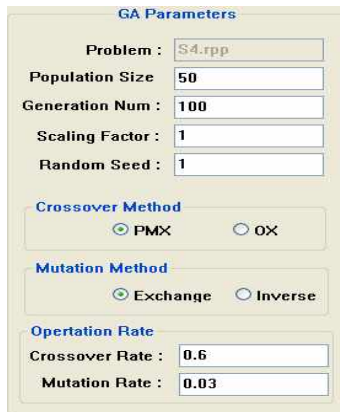 GA Parameters
Problem : S4.rpp
Population Size 50
Generation Num : 100
Scaling Factor : 1
Random Seed : 1
Crossover Method
PMX OX
Mutation Method
Exchange Inverse
Opertation Rate
Crossover Rate : 0.6
Mutation Rate : 0.03